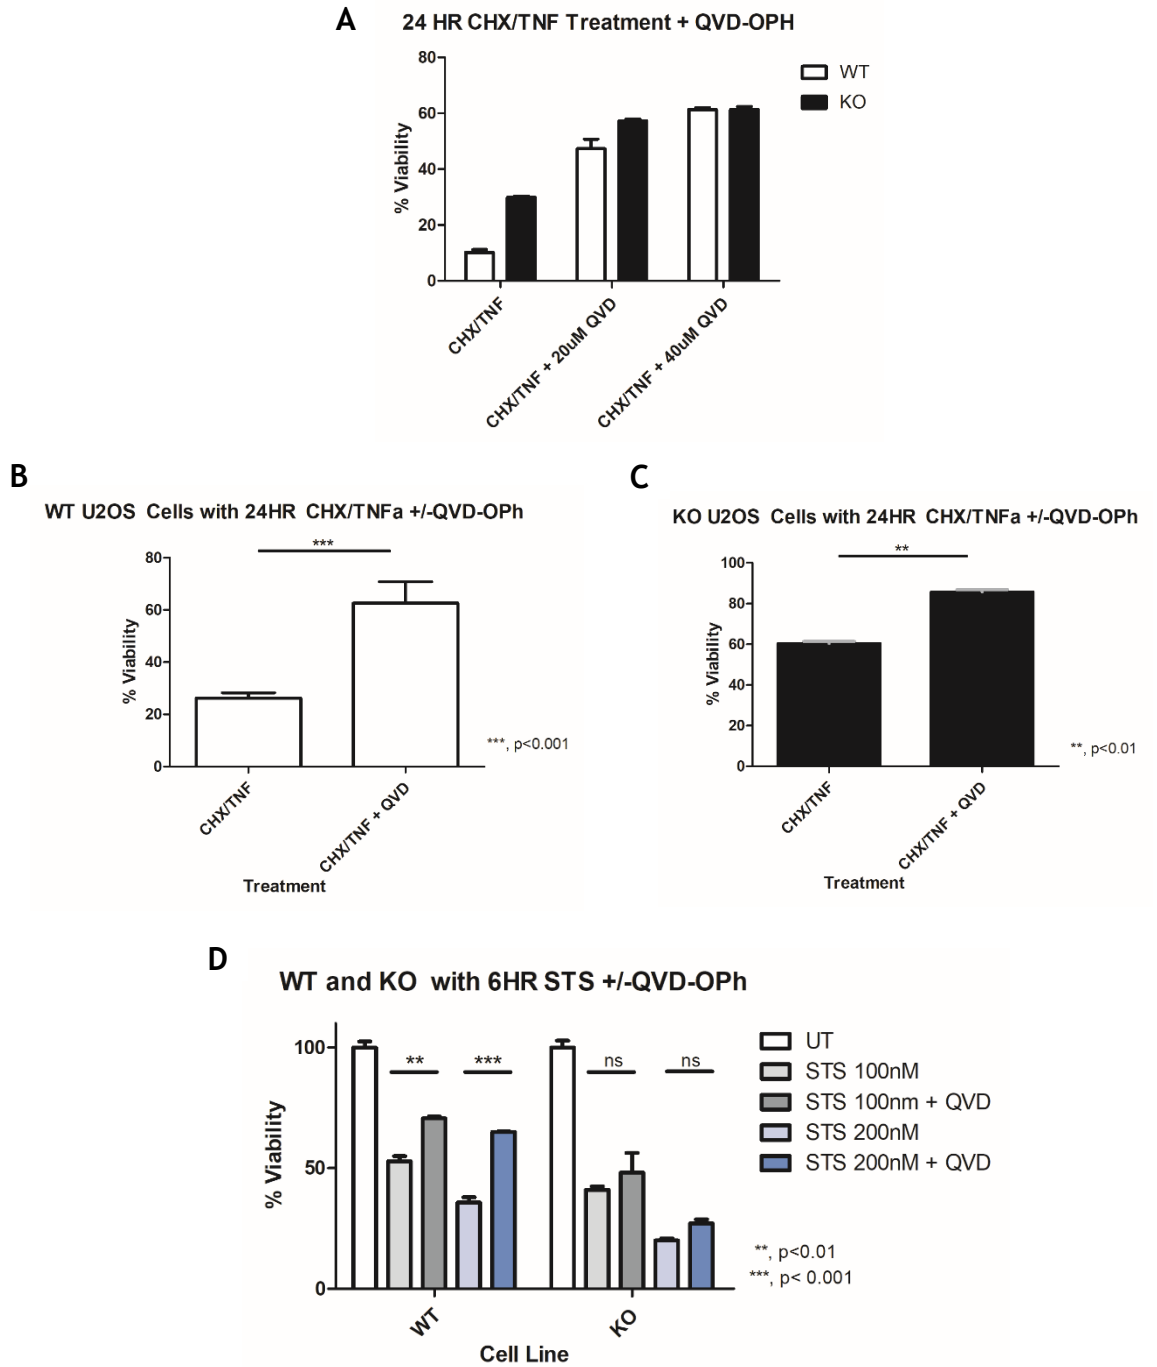 A
24 HR CHX/TNF Treatment + QVD-OPH
80
60
40
20
0
% Viability
WT
KO
CHX/TNF
CHX/TNF + 20uM QVD
CHX/TNF + 40uM QVD
B
WT U2OS Cells with 24HR CHX/TNFa +/-QVD-OPh
***
80
60
40
20
0
% Viability
***, p<0.001
CHX/TNF
CHX/TNF + QVD
Treatment
C
KO U2OS Cells with 24HR CHX/TNFa +/-QVD-OPh
**
100
80
60
40
20
0
% Viability
**, p<0.01
CHX/TNF
CHX/TNF + QVD
Treatment
D
WT and KO with 6HR STS +/-QVD-OPh
100
50
0
% Viability
**
***
ns
ns
UT
STS 100nM
STS 100nm + QVD
STS 200nM
STS 200nM + QVD
**, p<0.01
***, p< 0.001
WT
KO
Cell Line